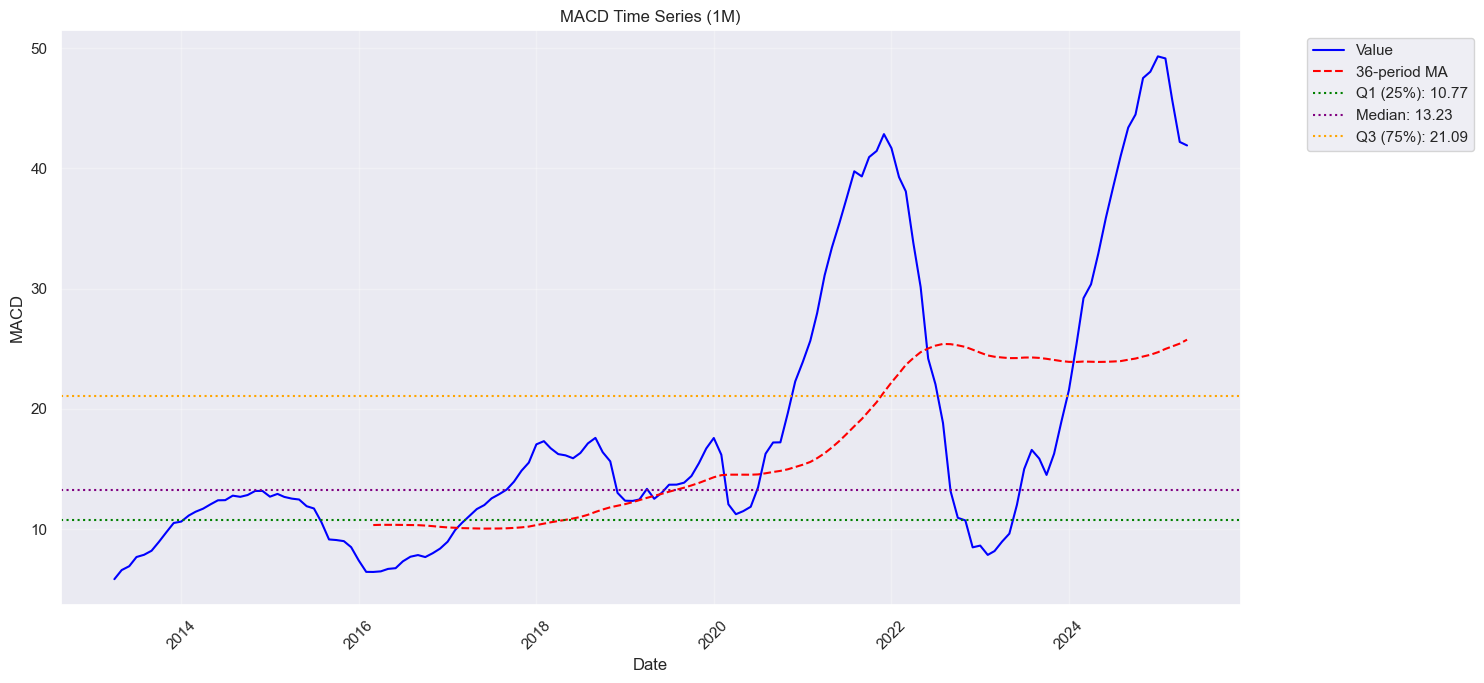 MACD Time Series (1M)
50
40
30
20
10
MACD
2014
2016
2018
2020
2022
2024
Date
Value
36-period MA
Q1 (25%): 10.77
Median: 13.23
Q3 (75%): 21.09